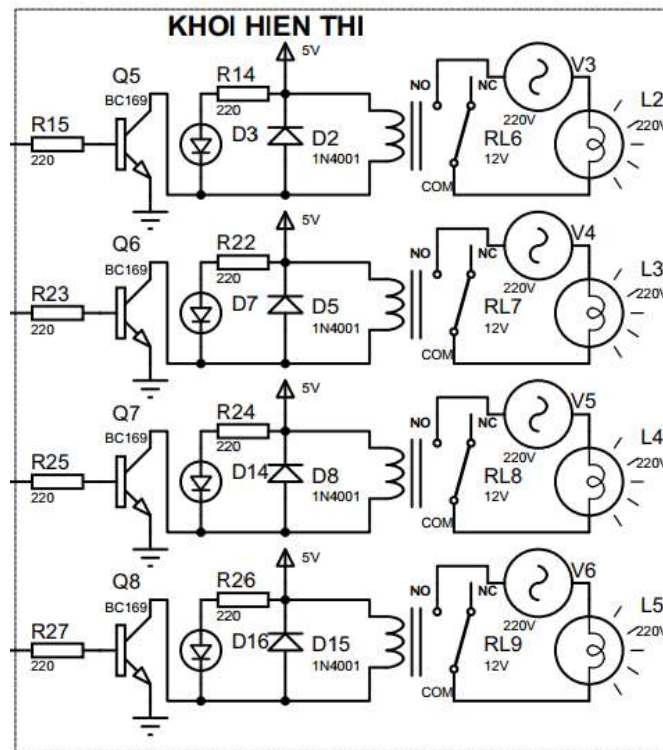 KHOI HIEN THI
5V
Q5
BC169
R14
220
D3
D2
1N4001
R15
220
NO
NC
COM
V3
220V
RL6
12V
L2
220V
5V
Q6
BC169
R22
220
D7
D5
1N4001
R23
220
NO
NC
COM
V4
220V
RL7
12V
L3
220V
5V
Q7
BC169
R24
220
D14
D8
1N4001
R25
220
NO
NC
COM
V5
220V
RL8
12V
L4
220V
5V
Q8
BC169
R26
220
D16
D15
1N4001
R27
220
NO
NC
COM
V6
220V
RL9
12V
L5
220V